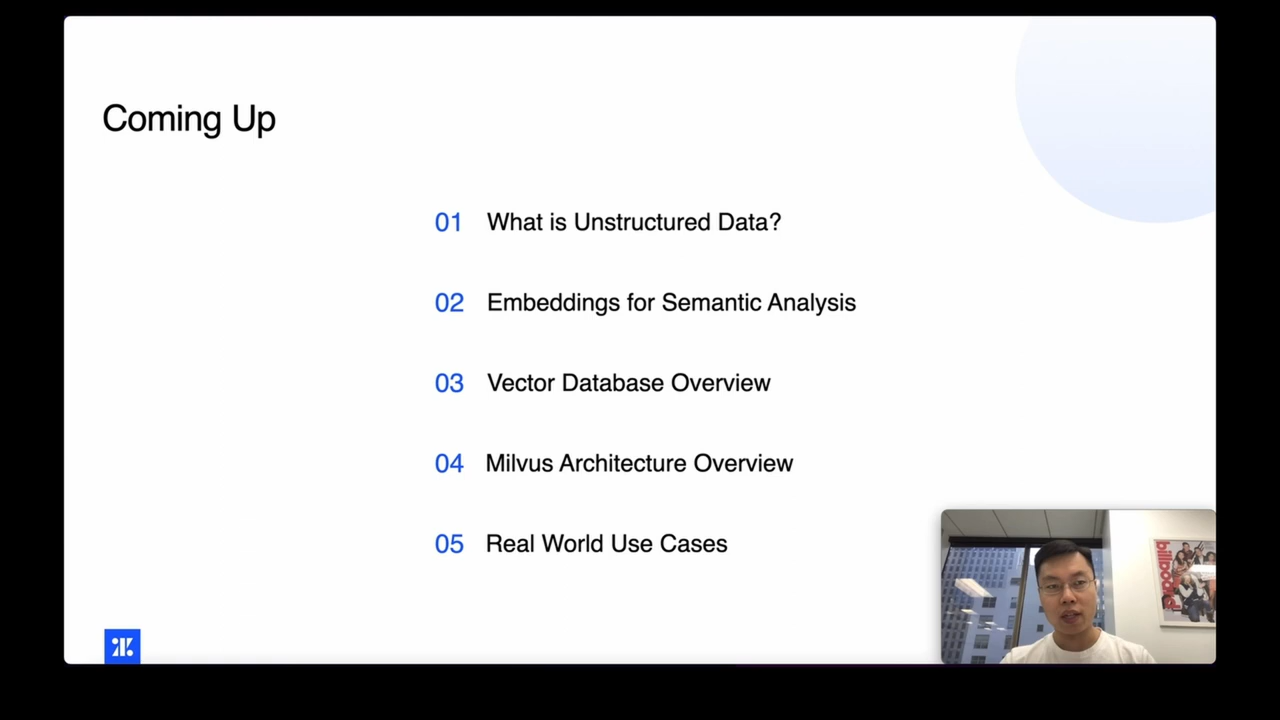 Coming Up
01 What is Unstructured Data?
02 Embeddings for Semantic Analysis
03 Vector Database Overview
04 Milvus Architecture Overview
05 Real World Use Cases
billboard